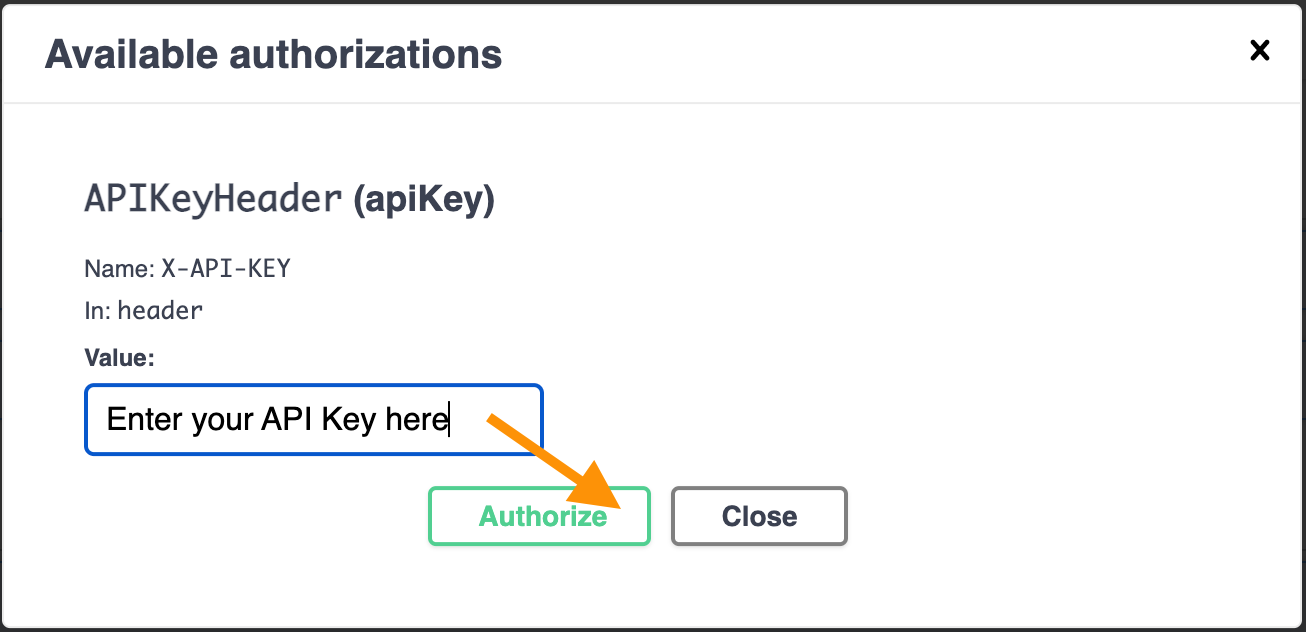 Available authorizations
APIKeyHeader (apiKey)
Name: X-API-KEY
In: header
Value:
Enter your API Key here
Authorize
Close